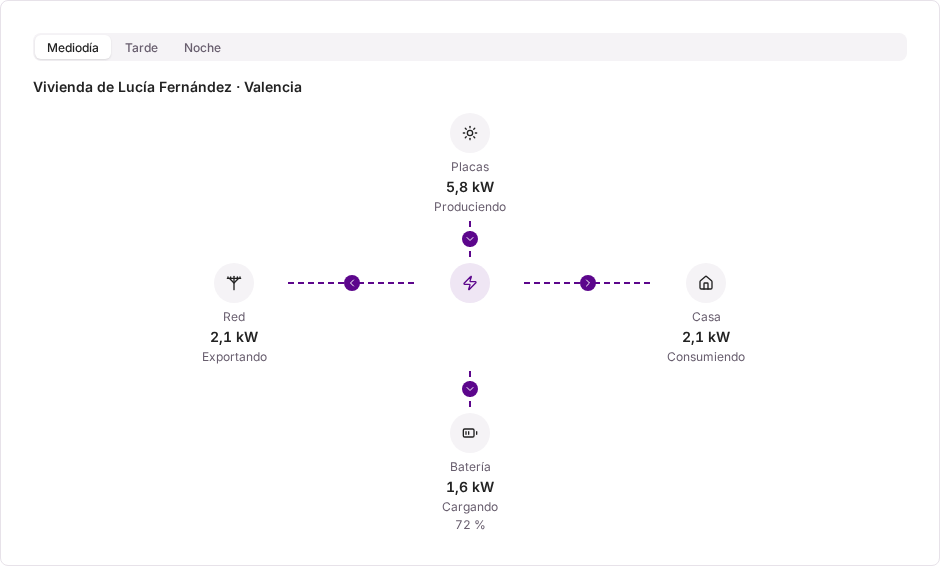 Mediodía Tarde Noche
Vivienda de Lucía Fernández · Valencia
Placas
5,8 kW
Produciendo
Red
2,1 kW
Exportando
Casa
2,1 kW
Consumiendo
Batería
1,6 kW
Cargando
72 %